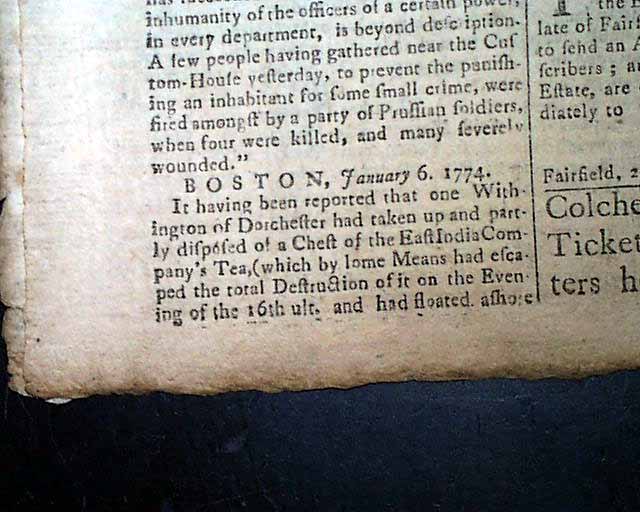 inhumanity of the officers of a certain power,
in every department, is beyond description.
A few people having gathered near the Cuſ
tom-Houſe yeſterday, to prevent the puniſh-
ing an inhabitant for ſome ſmall crime, were
fired amongſt by a party of Pruſſian ſoldiers,
when four were killed, and many ſeverely
wounded."
BOSTON, January 6. 1774.
It having been reported that one With-
ington of Dorcheſter had taken up and part-
ly diſpoſed of a Cheſt of the EaſtIndiaCom-
pany's Tea,(which by ſome Means had eſca-
ped the total Deſtruction of it on the Even-
ing of the 16th ult. and had floated aſhore
the
late of Fairf
to ſend an A
ſcribers; a
Eſtate, are
diately to
Fairfield, 2
Colche
Ticket
ters h